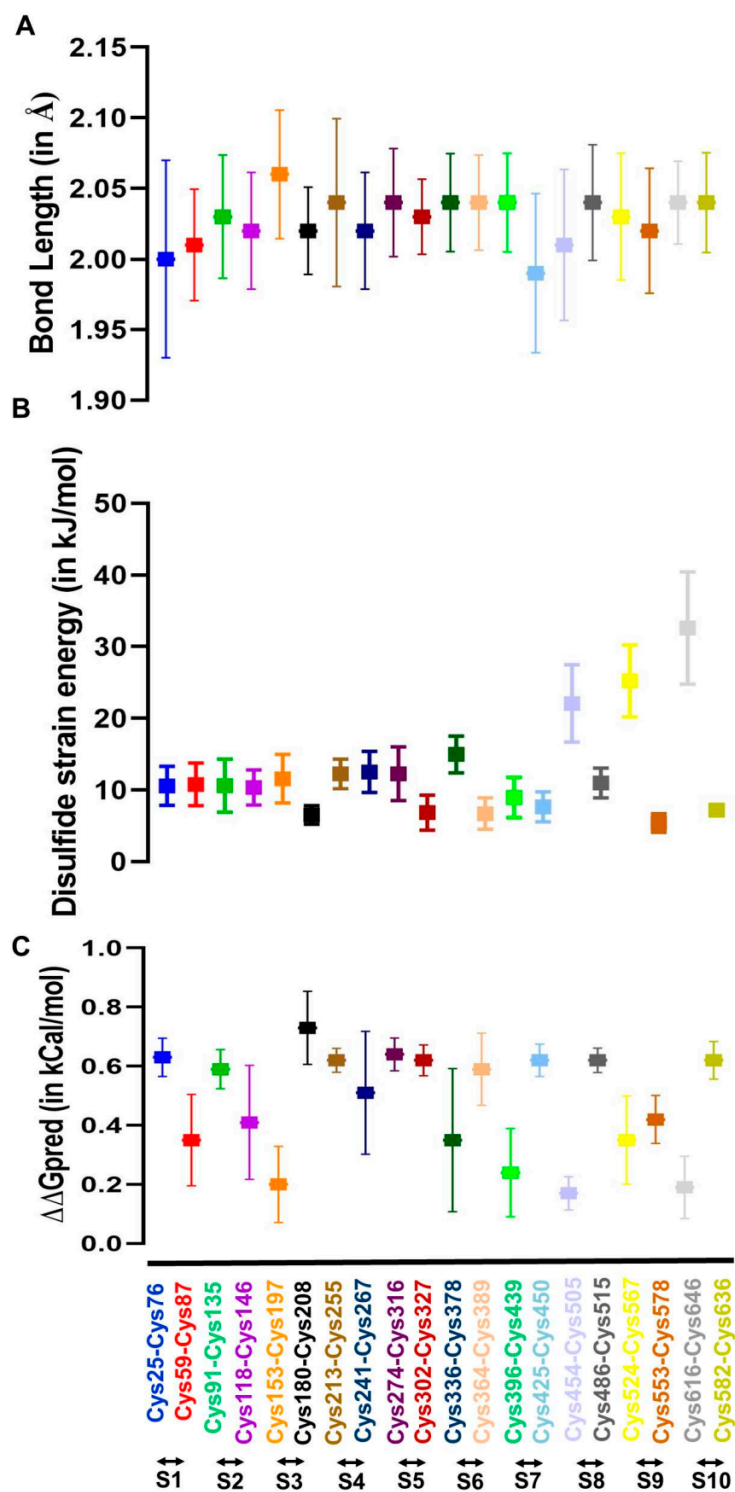 A
Bond Length (in Å)
2.15
2.10
2.05
2.00
1.95
1.90
B
Disulfide strain energy (in kJ/mol)
50
40
30
20
10
0
C
ΔΔGpred (in kCal/mol)
1.0
0.8
0.6
0.4
0.2
0.0
Cys25-Cys76
Cys59-Cys87
Cys91-Cys135
Cys118-Cys146
Cys153-Cys197
Cys180-Cys208
Cys213-Cys255
Cys241-Cys267
Cys274-Cys316
Cys302-Cys327
Cys336-Cys378
Cys364-Cys389
Cys396-Cys439
Cys425-Cys450
Cys454-Cys505
Cys486-Cys515
Cys524-Cys567
Cys553-Cys578
Cys616-Cys646
Cys582-Cys636
S1 S2 S3 S4 S5 S6 S7 S8 S9 S10